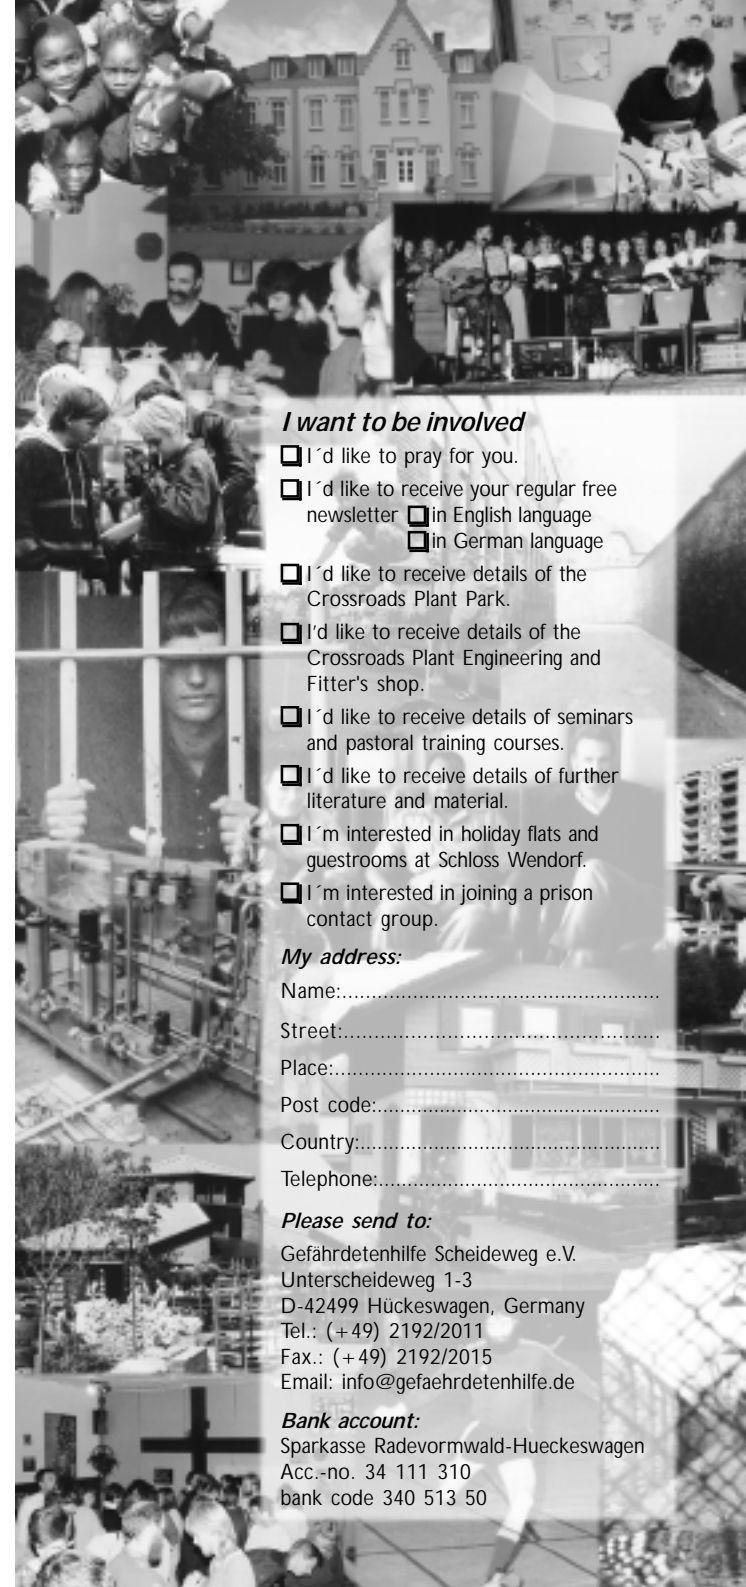 I want to be involved
I´d like to pray for you.
I´d like to receive your regular free
newsletter in English language
in German language
I´d like to receive details of the
Crossroads Plant Park.
I'd like to receive details of the
Crossroads Plant Engineering and
Fitter's shop.
I´d like to receive details of seminars
and pastoral training courses.
I´d like to receive details of further
literature and material.
I´m interested in holiday flats and
guestrooms at Schloss Wendorf.
I´m interested in joining a prison
contact group.
My address:
Name:......................................................
Street:......................................................
Place:.......................................................
Post code:................................................
Country:...................................................
Telephone:................................................
Please send to:
Gefährdetenhilfe Scheideweg e.V.
Unterscheideweg 1-3
D-42499 Hückeswagen, Germany
Tel.: (+49) 2192/2011
Fax.: (+49) 2192/2015
Email: info@gefaehrdetenhilfe.de
Bank account:
Sparkasse Radevormwald-Hueckeswagen
Acc.-no. 34 111 310
bank code 340 513 50